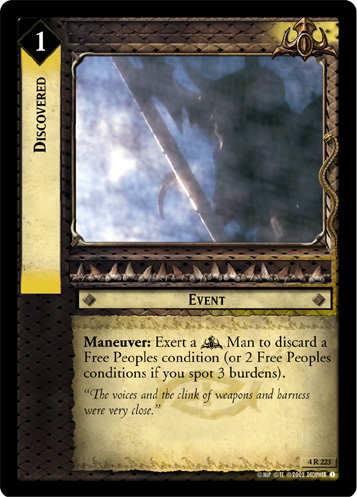 1
DISCOVERED
EVENT
Maneuver: Exert a Man to discard a
Free Peoples condition (or 2 Free Peoples
conditions if you spot 3 burdens).
“The voices and the clink of weapons and harness
were very close.”
4 R 223